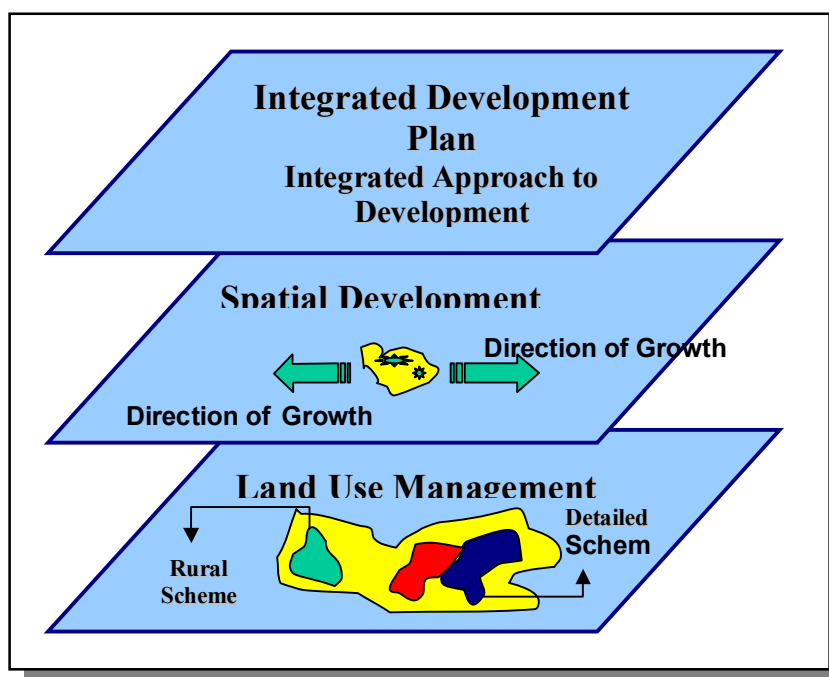 Integrated Development
Plan
Integrated Approach to
Development
Spatial Development
Direction of Growth
Direction of Growth
Land Use Management
Detailed
Schem
Rural
Scheme